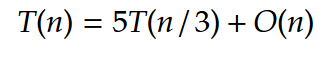 T(n) = 5T(n/3) + O(n)